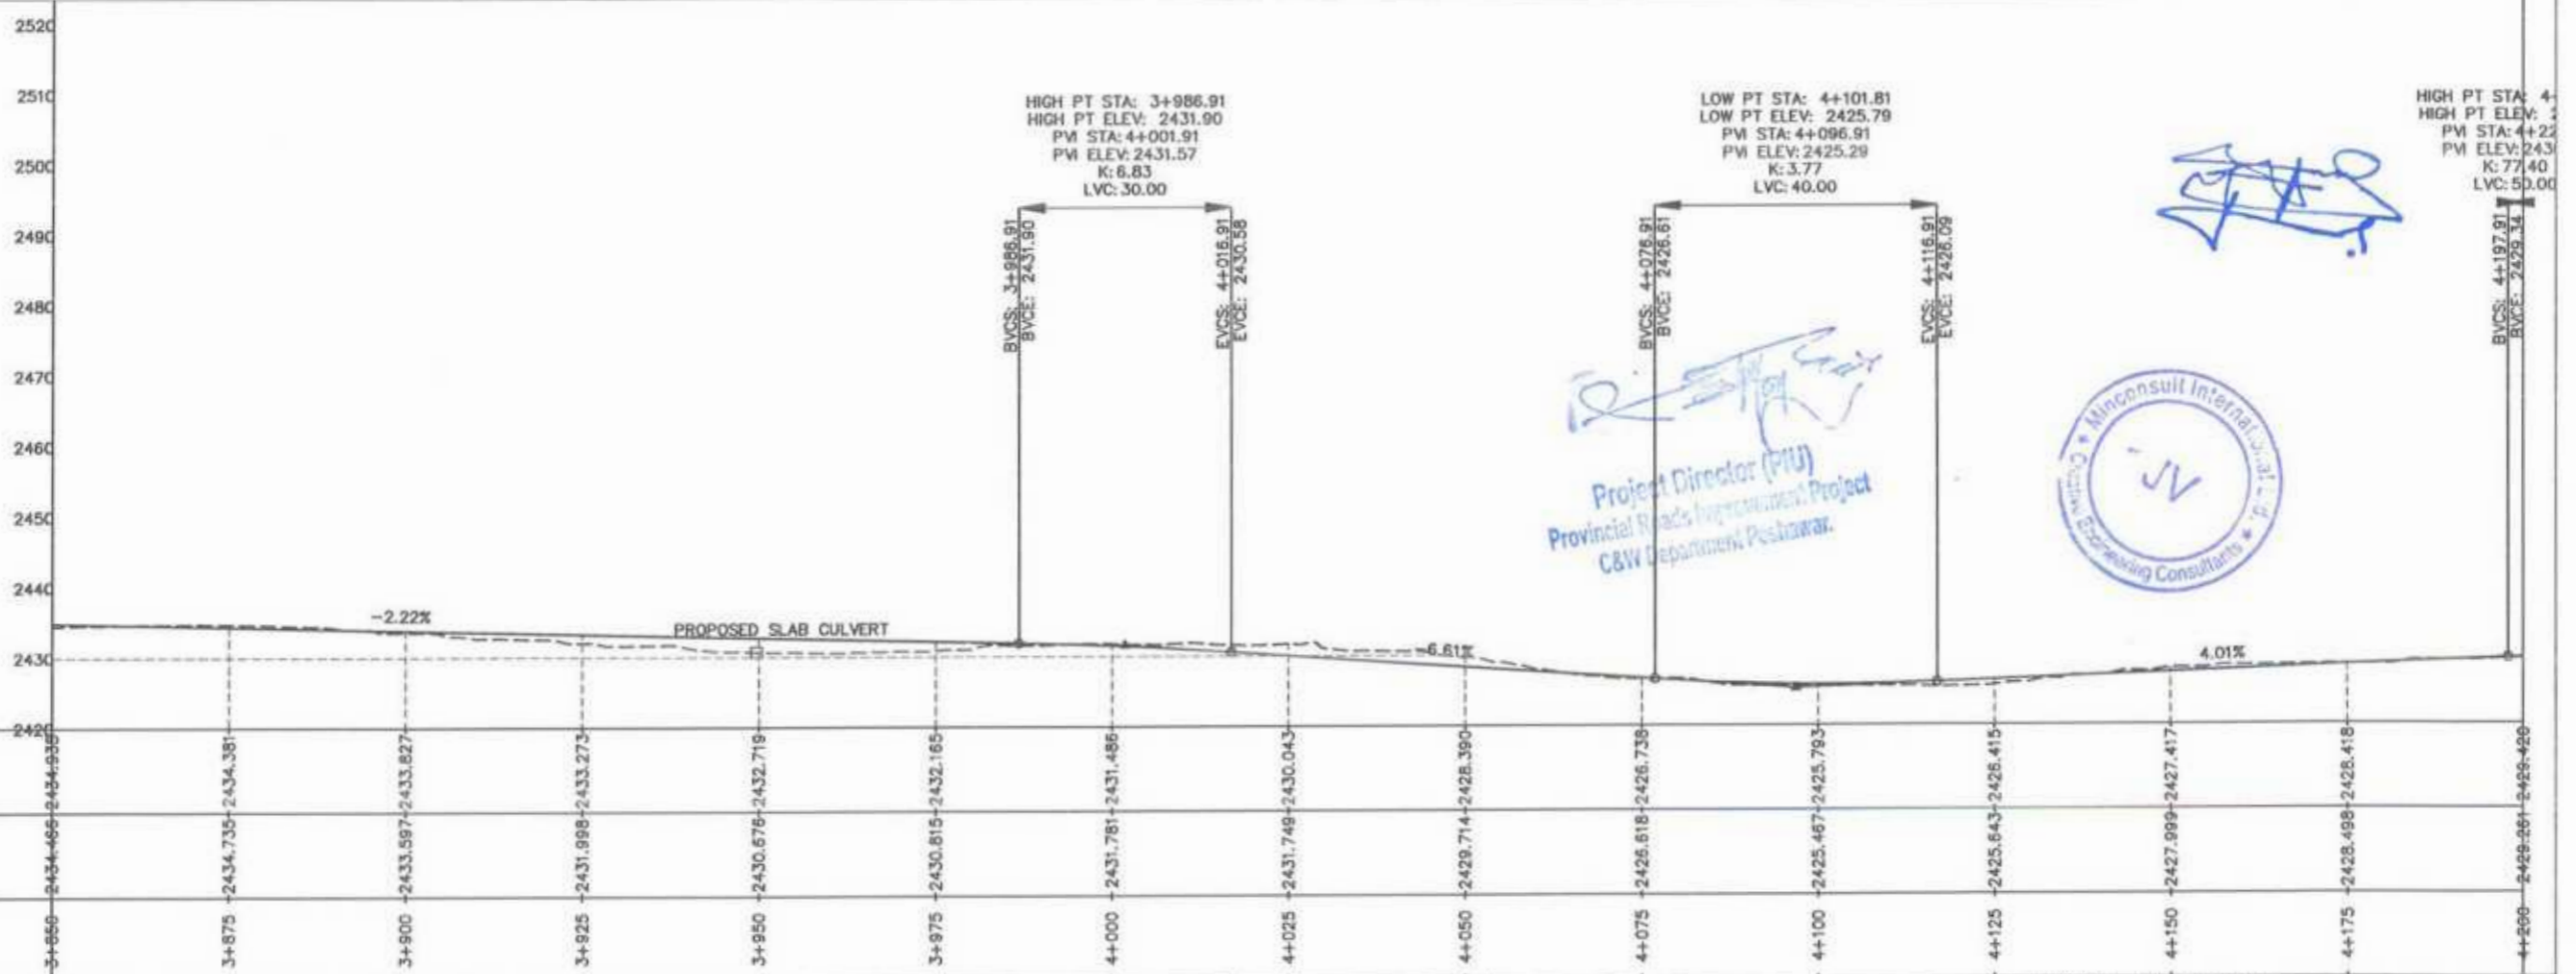 2520
2510
2500
2490
2480
2470
2460
2450
2440
2430
2420
HIGH PT STA: 3+986.91
HIGH PT ELEV: 2431.90
PVI STA: 4+001.91
PVI ELEV: 2431.57
K: 6.83
LVC: 30.00
BVCS: 3+986.91
BVCE: 2431.90
EVCS: 4+016.91
EVCE: 2430.58
LOW PT STA: 4+101.81
LOW PT ELEV: 2425.79
PVI STA: 4+096.91
PVI ELEV: 2425.29
K: 3.77
LVC: 40.00
BVCS: 4+076.91
BVCE: 2426.61
EVCS: 4+116.91
EVCE: 2426.09
HIGH PT STA: 4+
HIGH PT ELEV:
PVI STA: 4+22
PVI ELEV: 243
K: 77.40
LVC: 50.00
BVCS: 4+197.91
BVCE: 2429.34
Project Director (PIU)
Provincial Roads Improvement Project
C&W Department Peshawar.
Minconsult International Ltd.
JV
Engineering Consultants
-2.22%
PROPOSED SLAB CULVERT
-6.61%
4.01%
2434.935
2434.381
2433.827
2433.273
2432.719
2432.165
2431.486
2430.043
2428.390
2426.738
2425.793
2426.415
2427.417
2428.418
2429.420
2434.466
2434.735
2433.597
2431.998
2430.676
2430.815
2431.781
2431.749
2429.714
2426.618
2425.467
2425.643
2427.999
2428.498
2429.261
3+850
3+875
3+900
3+925
3+950
3+975
4+000
4+025
4+050
4+075
4+100
4+125
4+150
4+175
4+200